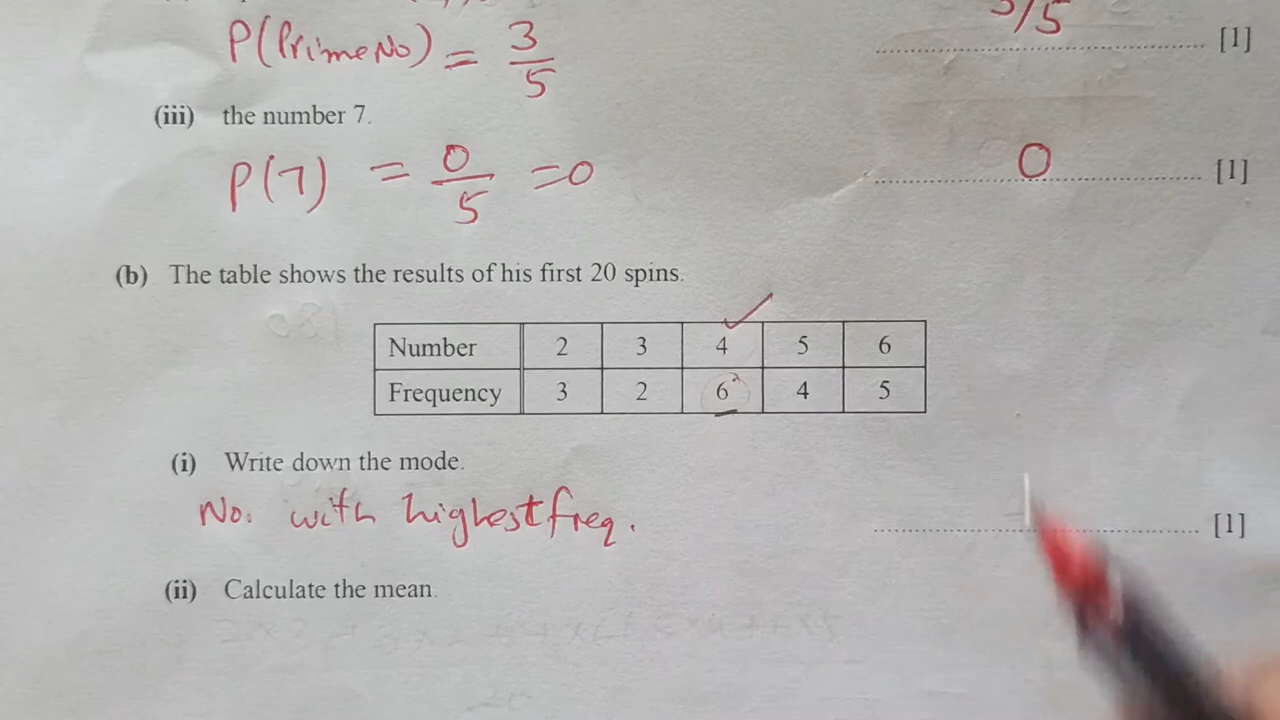 P(Prime No) = 3/5
3/5 [1]
(iii) the number 7.
P(7) = 0/5 = 0
0 [1]
(b) The table shows the results of his first 20 spins.
Number 2 3 4 5 6
Frequency 3 2 6 4 5
(i) Write down the mode.
No. with highest freq.
[1]
(ii) Calculate the mean.